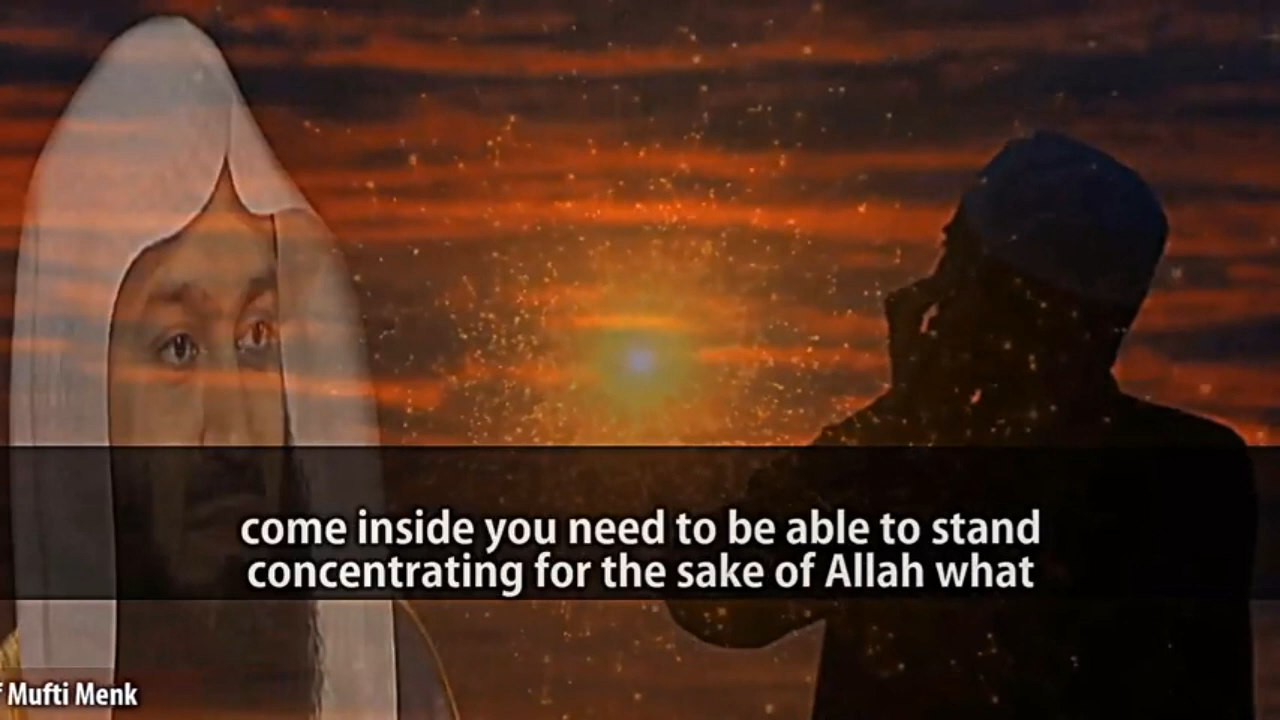 come inside you need to be able to stand
concentrating for the sake of Allah what
Mufti Menk